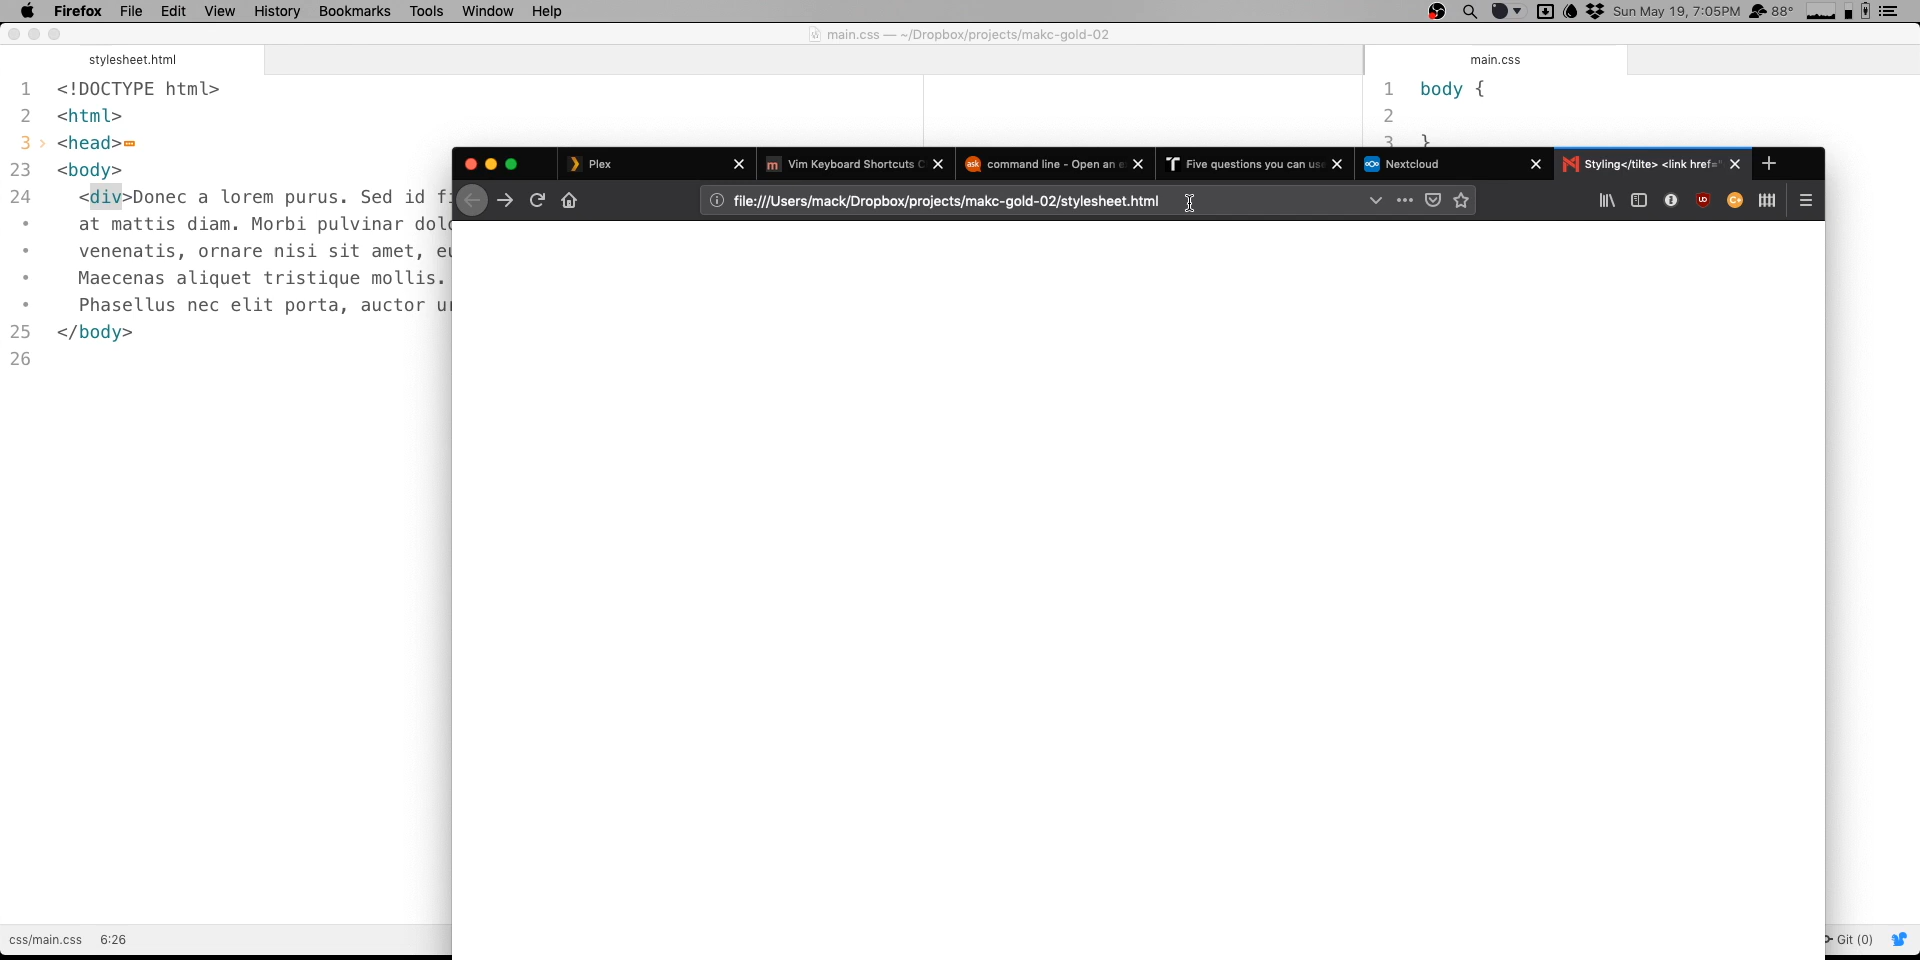 Firefox File Edit View History Bookmarks Tools Window Help
Sun May 19, 7:05PM 88°
main.css — ~/Dropbox/projects/makc-gold-02
stylesheet.html
main.css
1 <!DOCTYPE html>
2 <html>
3 <head>
23 <body>
24 <div>Donec a lorem purus. Sed id
at mattis diam. Morbi pulvinar
venenatis, ornare nisi sit amet,
Maecenas aliquet tristique mollis.
Phasellus nec elit porta, auctor
25 </body>
26
1 body {
2
3 }
Plex
Vim Keyboard Shortcuts
ask command line - Open an
Five questions you can
Nextcloud
Styling</tilte> <link href="
file:///Users/mack/Dropbox/projects/makc-gold-02/stylesheet.html
css/main.css 6:26
Git (0)